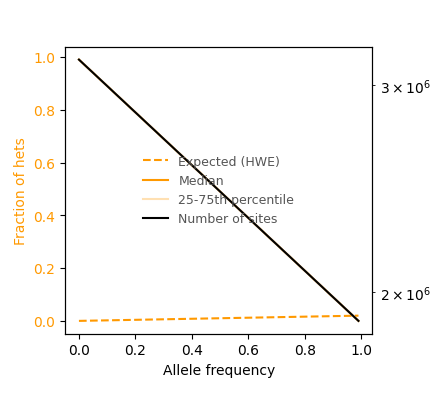 1.0
0.8
0.6
0.4
0.2
0.0
Fraction of hets
3 × 10⁶
2 × 10⁶
Expected (HWE)
Median
25-75th percentile
Number of sites
0.0 0.2 0.4 0.6 0.8 1.0
Allele frequency